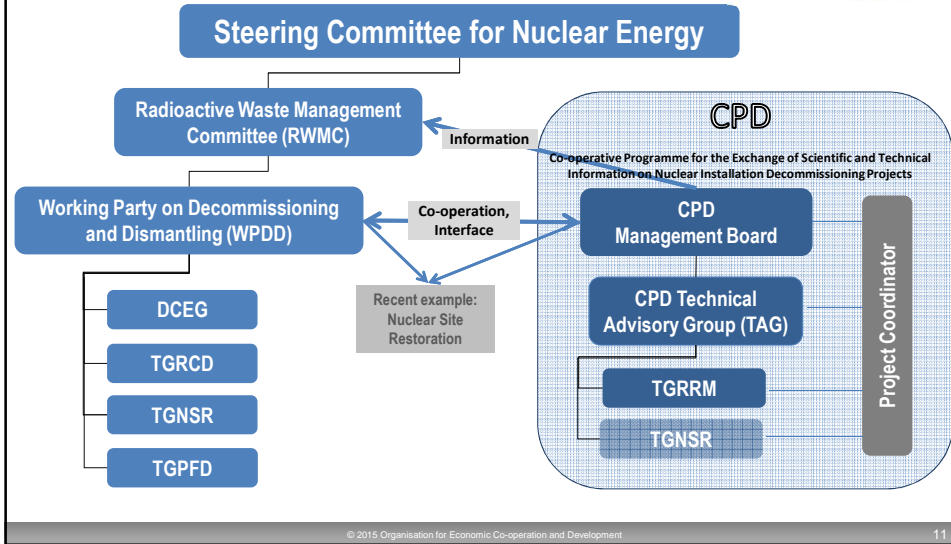 Steering Committee for Nuclear Energy
Radioactive Waste Management
Committee (RWMC)
Information
CPD
Co-operative Programme for the Exchange of Scientific and Technical
Information on Nuclear Installation Decommissioning Projects
Working Party on Decommissioning
and Dismantling (WPDD)
Co-operation,
Interface
CPD
Management Board
Recent example:
Nuclear Site
Restoration
CPD Technical
Advisory Group (TAG)
Project Coordinator
DCEG
TGRCD
TGNSR
TGPFD
TGRRM
TGNSR
© 2015 Organisation for Economic Co-operation and Development
11